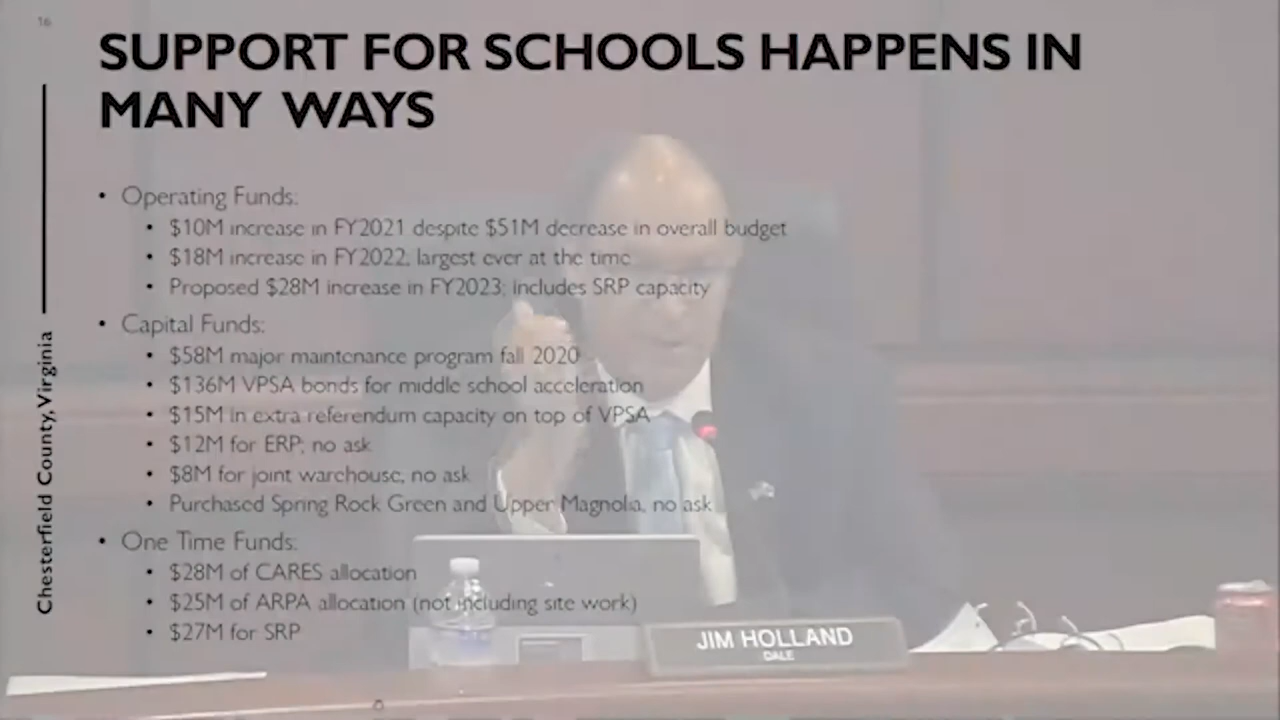 16
SUPPORT FOR SCHOOLS HAPPENS IN
MANY WAYS
Chesterfield County, Virginia
• Operating Funds:
• $10M increase in FY2021 despite $51M decrease in overall budget
• $18M increase in FY2022; largest ever at the time
• Proposed $28M increase in FY2023; includes SRP capacity
• Capital Funds:
• $58M major maintenance program fall 2020
• $136M VPSA bonds for middle school acceleration
• $15M in extra referendum capacity on top of VPSA
• $12M for ERP; no ask
• $8M for joint warehouse, no ask
• Purchased Spring Rock Green and Upper Magnolia, no ask
• One Time Funds:
• $28M of CARES allocation
• $25M of ARPA allocation (not including site work)
• $27M for SRP
JIM HOLLAND
DALE